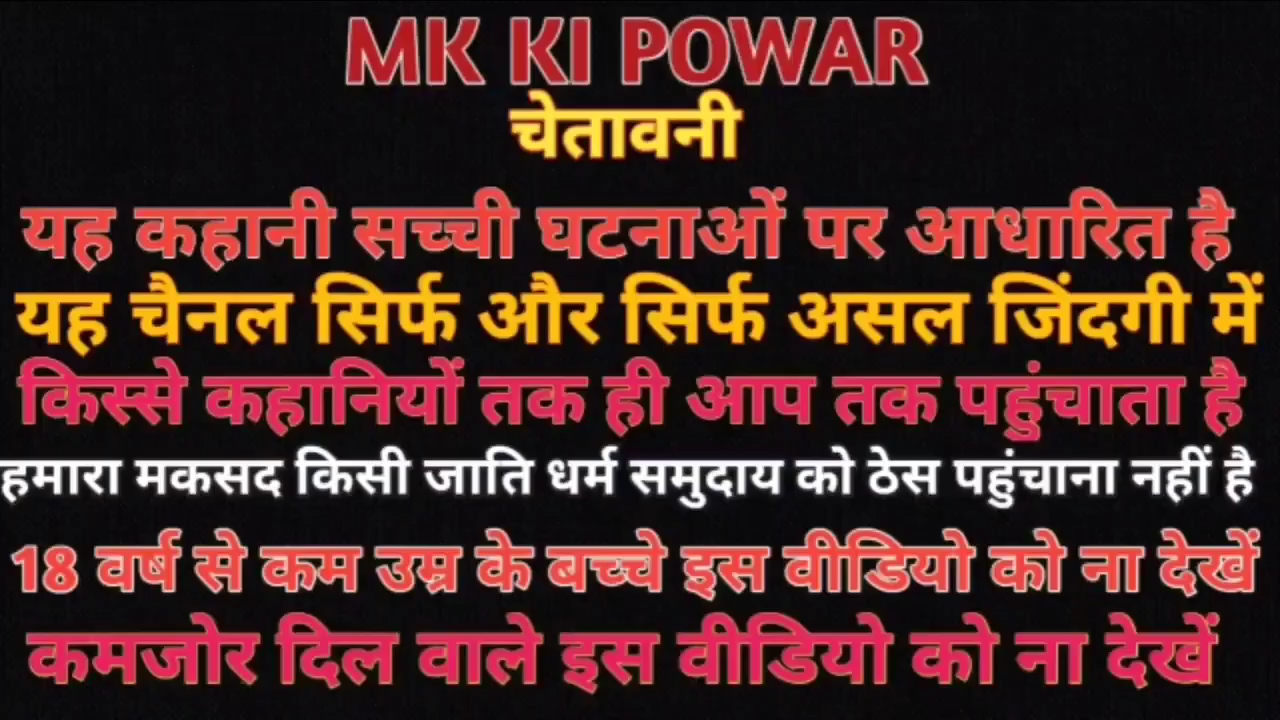 MK KI POWAR
चेतावनी
यह कहानी सच्ची घटनाओं पर आधारित है
यह चैनल सिर्फ और सिर्फ असल जिंदगी में
किस्से कहानियों तक ही आप तक पहुंचाता है
हमारा मकसद किसी जाति धर्म समुदाय को ठेस पहुंचाना नहीं है
18 वर्ष से कम उम्र के बच्चे इस वीडियो को ना देखें
कमजोर दिल वाले इस वीडियो को ना देखें